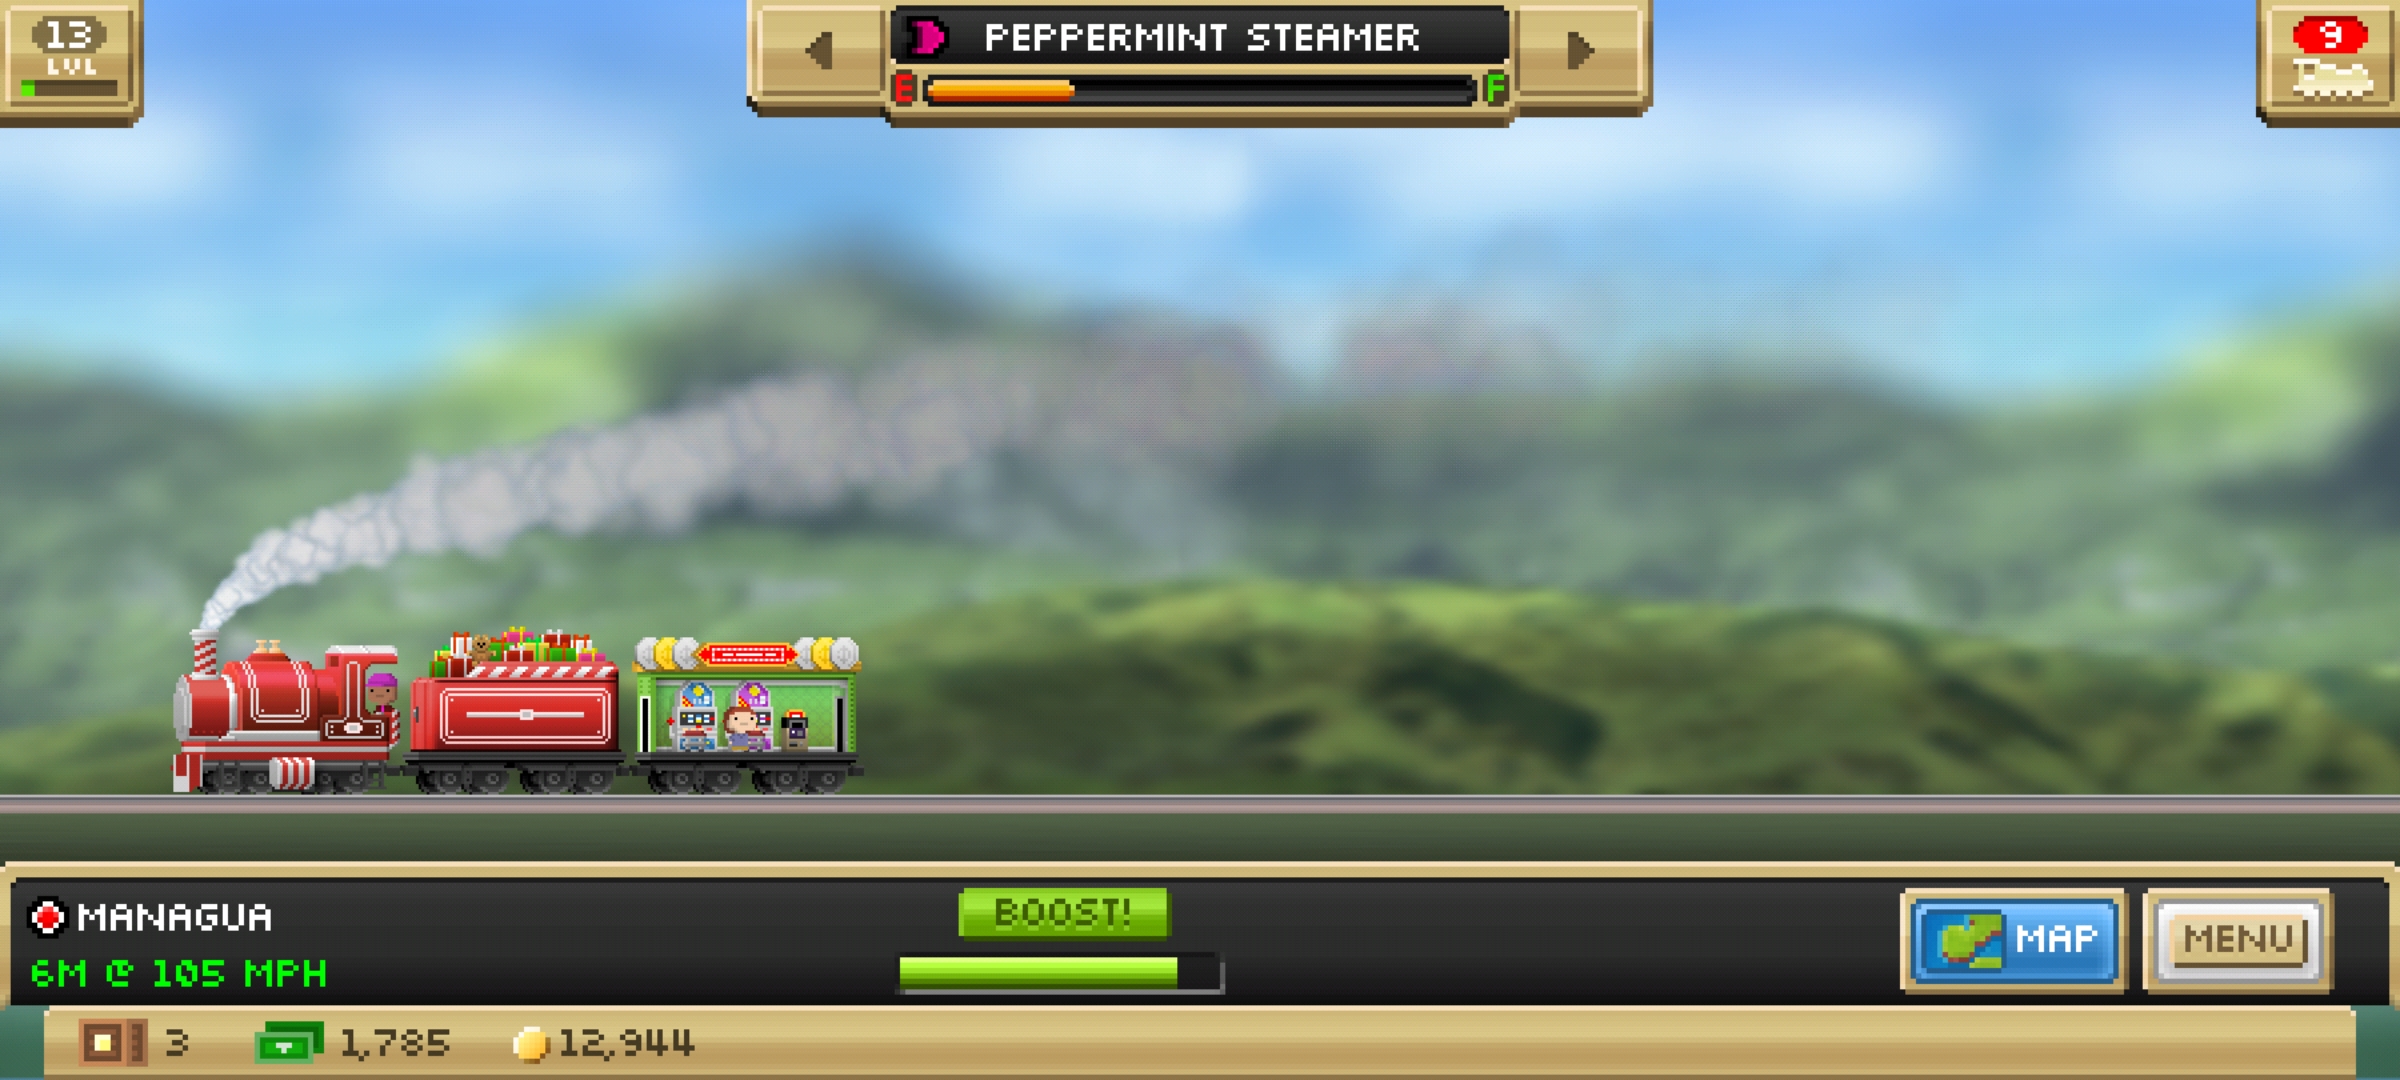 13
LVL
PEPPERMINT STEAMER
E F
9
MANAGUA
6M @ 105 MPH
BOOST!
MAP
MENU
3
1,785
12,944